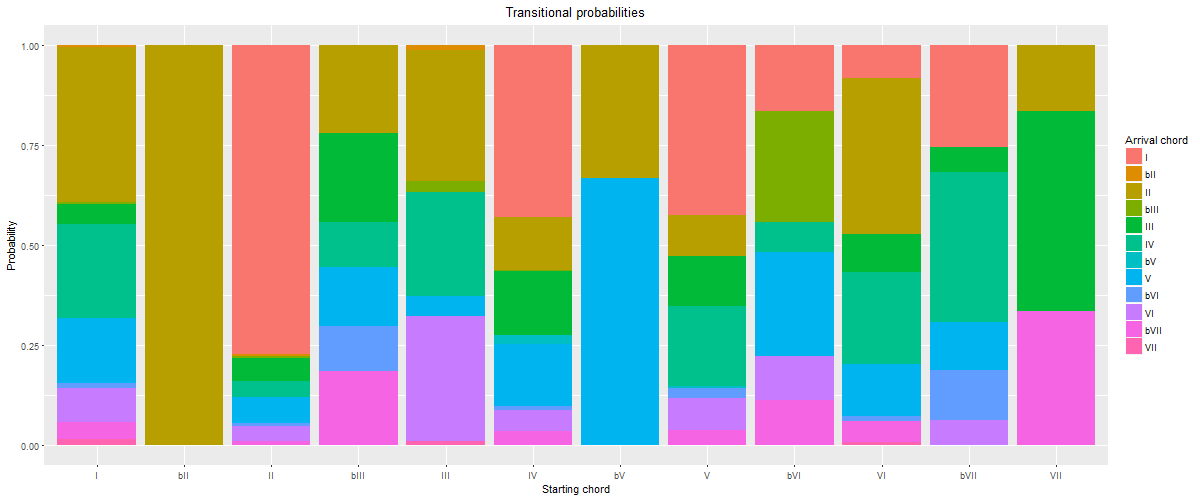 Transitional probabilities
1.00
0.75
0.50
0.25
0.00
Probability
I
bII
II
bIII
III
IV
bV
V
bVI
VI
bVII
VII
Starting chord
Arrival chord
I
bII
II
bIII
III
IV
bV
V
bVI
VI
bVII
VII